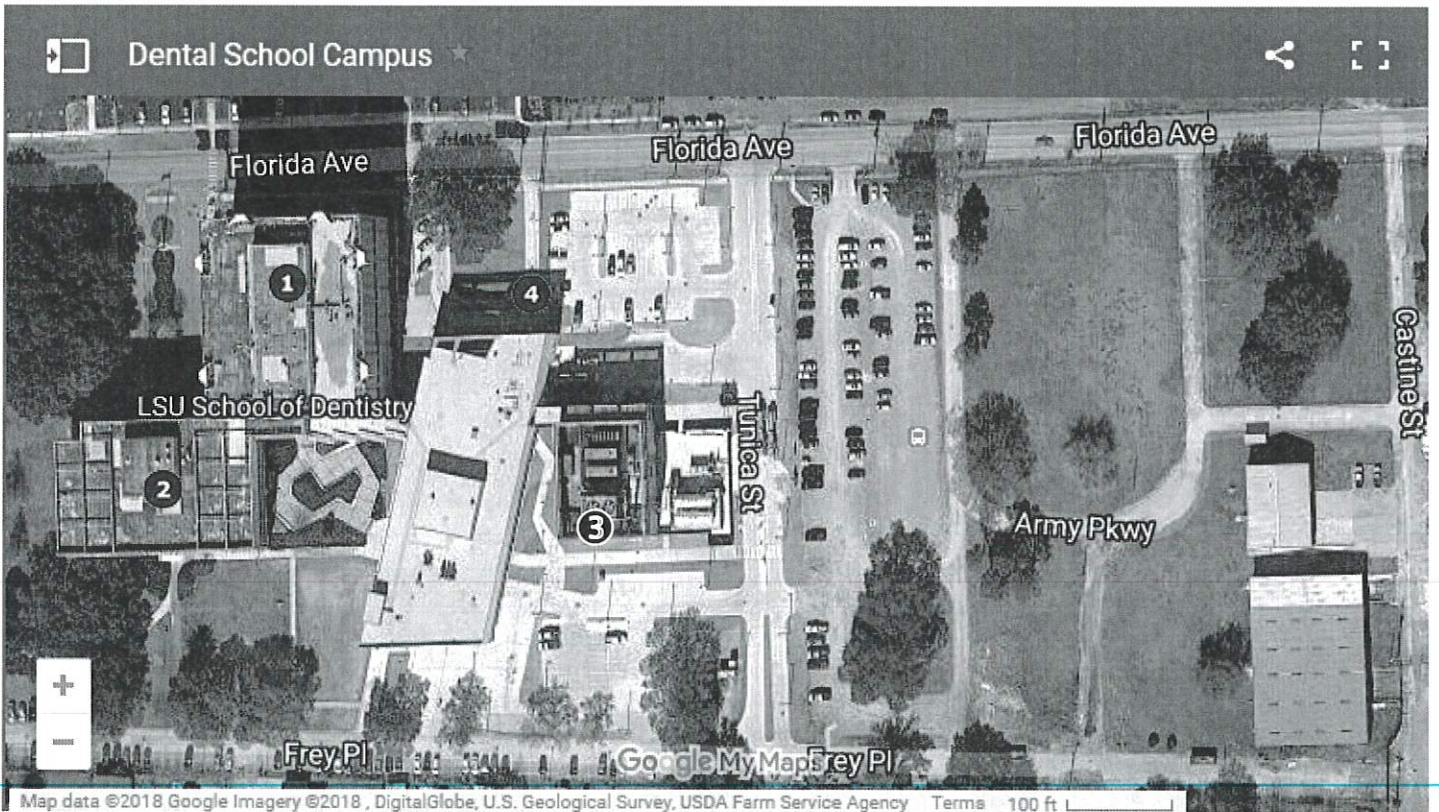 Dental School Campus
Florida Ave
Florida Ave
Florida Ave
1
4
LSU School of Dentistry
Tunica St
Castine St
2
3
Army Pkwy
+
−
Frey Pl
Google My Maps
Frey Pl
Map data ©2018 Google Imagery ©2018 , DigitalGlobe, U.S. Geological Survey, USDA Farm Service Agency Terms 100 ft